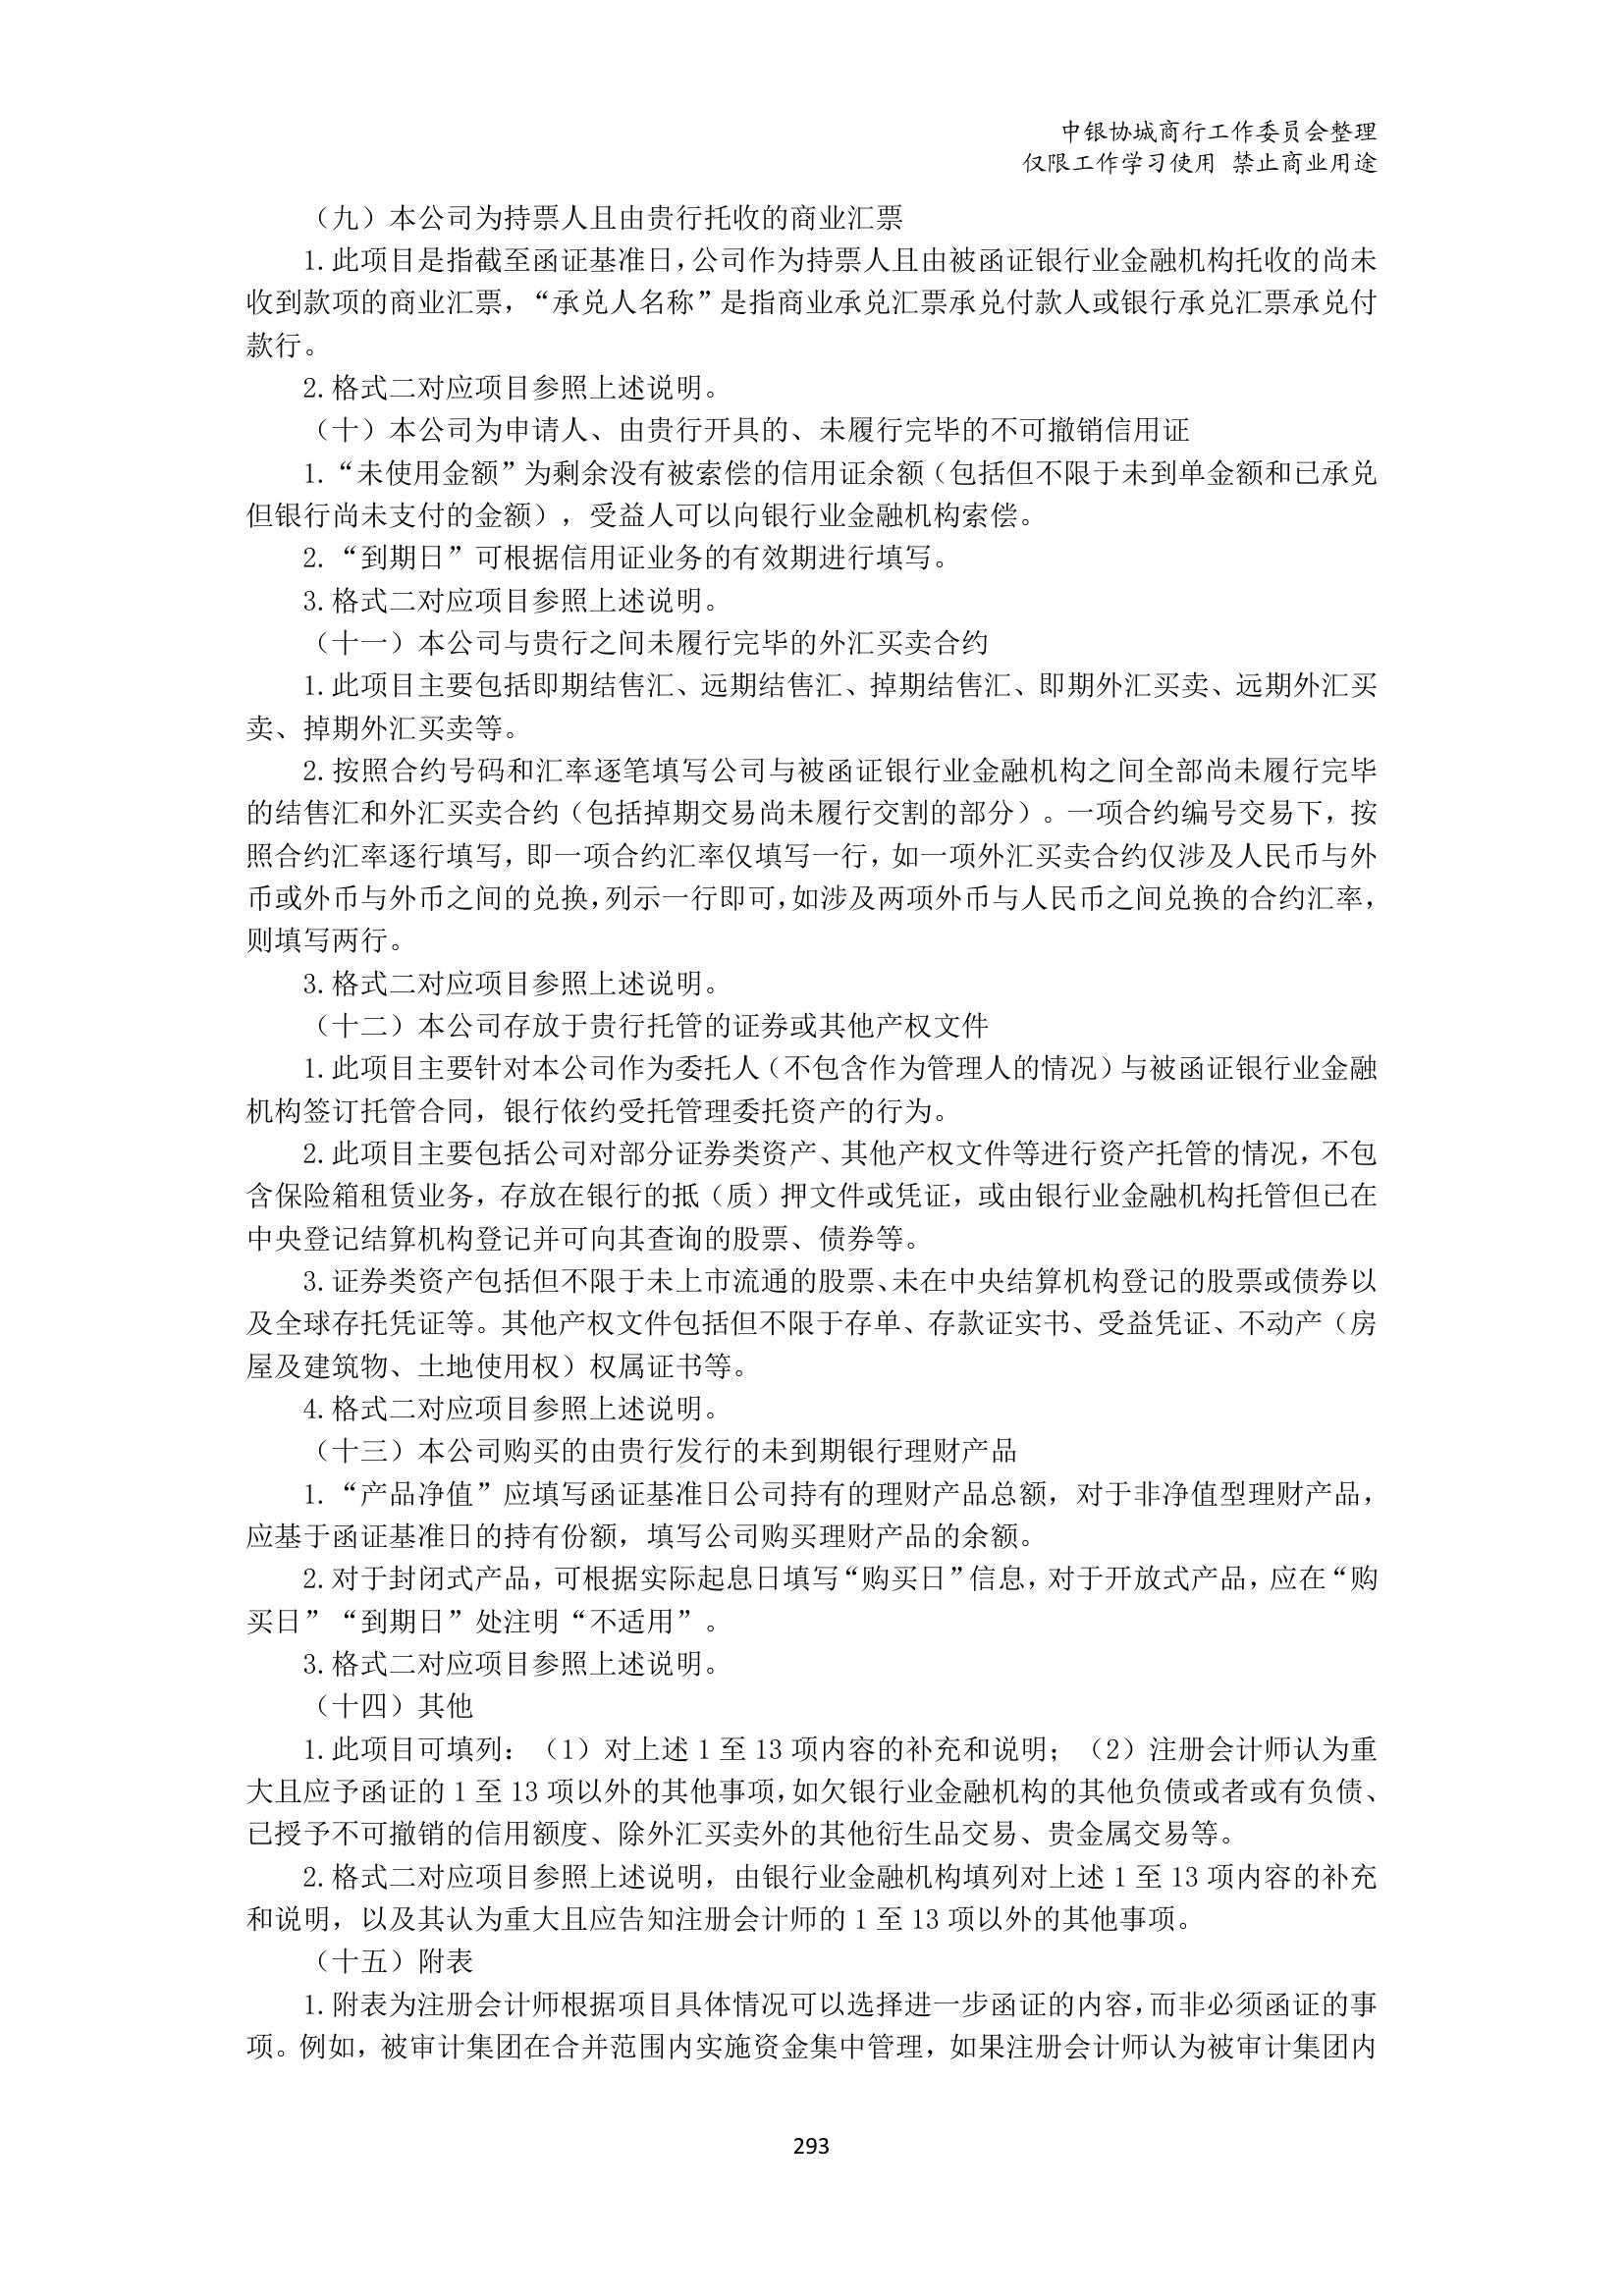 中银协城商行工作委员会整理
仅限工作学习使用 禁止商业用途
（九）本公司为持票人且由贵行托收的商业汇票
1.此项目是指截至函证基准日，公司作为持票人且由被函证银行业金融机构托收的尚未
收到款项的商业汇票，“承兑人名称”是指商业承兑汇票承兑付款人或银行承兑汇票承兑付
款行。
2.格式二对应项目参照上述说明。
（十）本公司为申请人、由贵行开具的、未履行完毕的不可撤销信用证
1.“未使用金额”为剩余没有被索偿的信用证余额（包括但不限于未到单金额和已承兑
但银行尚未支付的金额），受益人可以向银行业金融机构索偿。
2.“到期日”可根据信用证业务的有效期进行填写。
3.格式二对应项目参照上述说明。
（十一）本公司与贵行之间未履行完毕的外汇买卖合约
1.此项目主要包括即期结售汇、远期结售汇、掉期结售汇、即期外汇买卖、远期外汇买
卖、掉期外汇买卖等。
2.按照合约号码和汇率逐笔填写公司与被函证银行业金融机构之间全部尚未履行完毕
的结售汇和外汇买卖合约（包括掉期交易尚未履行交割的部分）。一项合约编号交易下，按
照合约汇率逐行填写，即一项合约汇率仅填写一行，如一项外汇买卖合约仅涉及人民币与外
币或外币与外币之间的兑换，列示一行即可，如涉及两项外币与人民币之间兑换的合约汇率，
则填写两行。
3.格式二对应项目参照上述说明。
（十二）本公司存放于贵行托管的证券或其他产权文件
1.此项目主要针对本公司作为委托人（不包含作为管理人的情况）与被函证银行业金融
机构签订托管合同，银行依约受托管理委托资产的行为。
2.此项目主要包括公司对部分证券类资产、其他产权文件等进行资产托管的情况，不包
含保险箱租赁业务，存放在银行的抵（质）押文件或凭证，或由银行业金融机构托管但已在
中央登记结算机构登记并可向其查询的股票、债券等。
3.证券类资产包括但不限于未上市流通的股票、未在中央结算机构登记的股票或债券以
及全球存托凭证等。其他产权文件包括但不限于存单、存款证实书、受益凭证、不动产（房
屋及建筑物、土地使用权）权属证书等。
4.格式二对应项目参照上述说明。
（十三）本公司购买的由贵行发行的未到期银行理财产品
1.“产品净值”应填写函证基准日公司持有的理财产品总额，对于非净值型理财产品，
应基于函证基准日的持有份额，填写公司购买理财产品的余额。
2.对于封闭式产品，可根据实际起息日填写“购买日”信息，对于开放式产品，应在“购
买日”“到期日”处注明“不适用”。
3.格式二对应项目参照上述说明。
（十四）其他
1.此项目可填列：（1）对上述 1 至 13 项内容的补充和说明；（2）注册会计师认为重
大且应予函证的 1 至 13 项以外的其他事项，如欠银行业金融机构的其他负债或者或有负债、
已授予不可撤销的信用额度、除外汇买卖外的其他衍生品交易、贵金属交易等。
2.格式二对应项目参照上述说明，由银行业金融机构填列对上述 1 至 13 项内容的补充
和说明，以及其认为重大且应告知注册会计师的 1 至 13 项以外的其他事项。
（十五）附表
1.附表为注册会计师根据项目具体情况可以选择进一步函证的内容，而非必须函证的事
项。例如，被审计集团在合并范围内实施资金集中管理，如果注册会计师认为被审计集团内
293